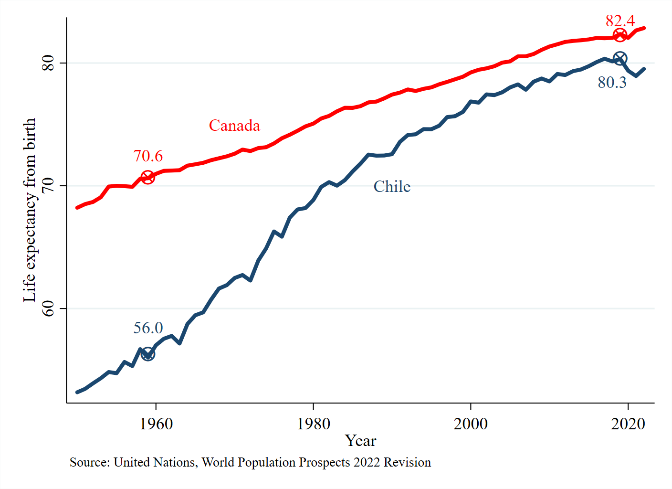 82.4
80
80.3
Canada
70.6
Life expectancy from birth
70
Chile
56.0
60
1960
1980
2000
2020
Year
Source: United Nations, World Population Prospects 2022 Revision